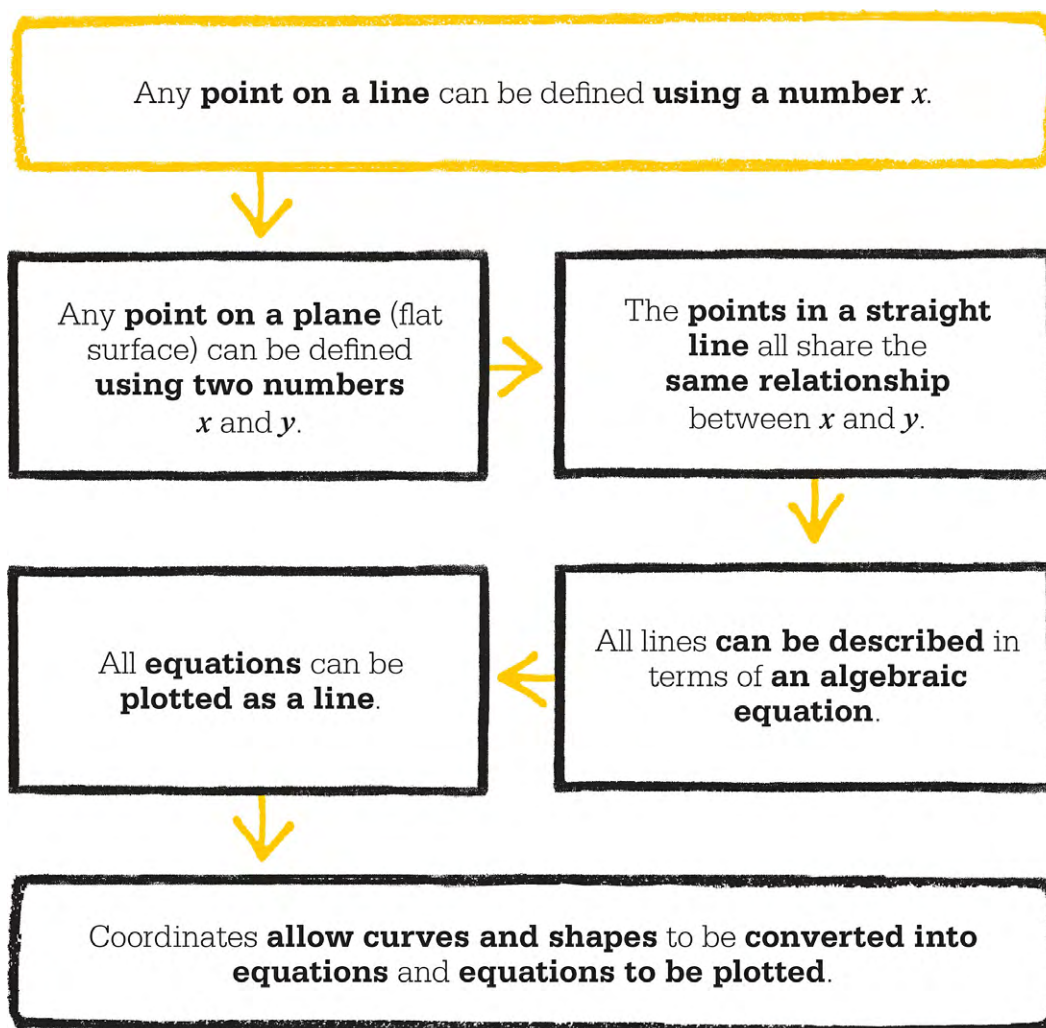 Any point on a line can be defined using a number x.
Any point on a plane (flat
surface) can be defined
using two numbers
x and y.
The points in a straight
line all share the
same relationship
between x and y.
All lines can be described in
terms of an algebraic
equation.
All equations can be
plotted as a line.
Coordinates allow curves and shapes to be converted into
equations and equations to be plotted.